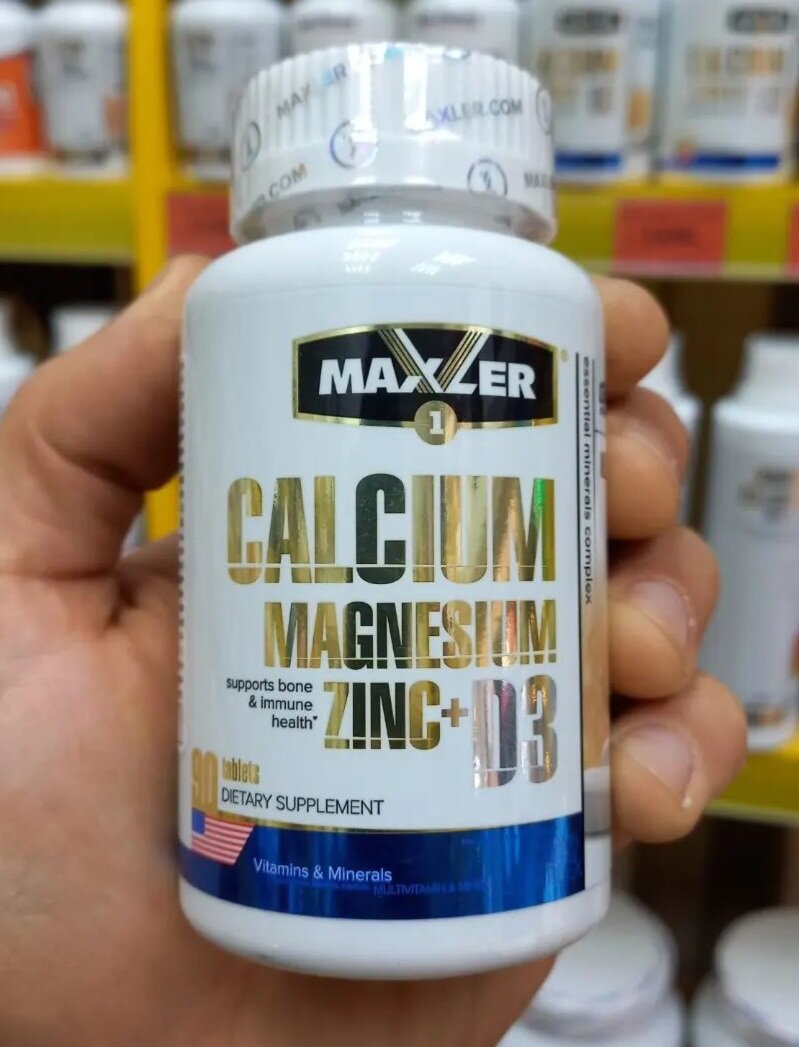 MAXLER.COM
MAXLER
®
1
CALCIUM
MAGNESIUM
supports bone
& immune
health*
ZINC+D3
90 tablets
DIETARY SUPPLEMENT
Vitamins & Minerals
essential minerals complex